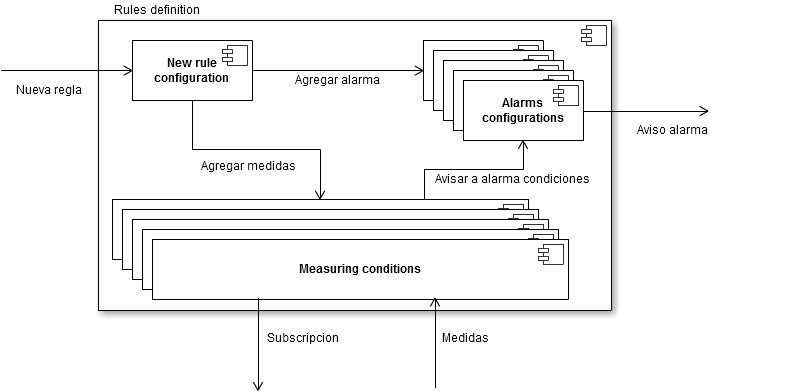 Rules definition
New rule
configuration
Nueva regla
Agregar alarma
Alarms
configurations
Aviso alarma
Agregar medidas
Avisar a alarma condiciones
Measuring conditions
Subscripcion
Medidas